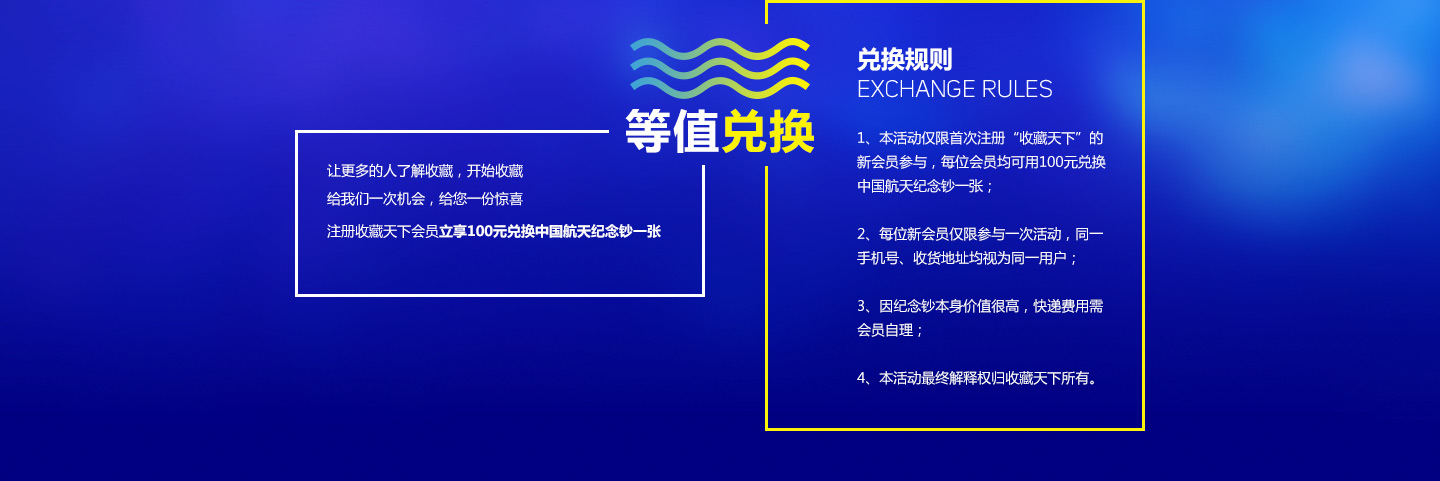 等值兑换
让更多的人了解收藏，开始收藏
给我们一次机会，给您一份惊喜
注册收藏天下会员立享100元兑换中国航天纪念钞一张
兑换规则
EXCHANGE RULES
1、本活动仅限首次注册“收藏天下”的
新会员参与，每位会员均可用100元兑换
中国航天纪念钞一张；
2、每位新会员仅限参与一次活动，同一
手机号、收货地址均视为同一用户；
3、因纪念钞本身价值很高，快递费用需
会员自理；
4、本活动最终解释权归收藏天下所有。